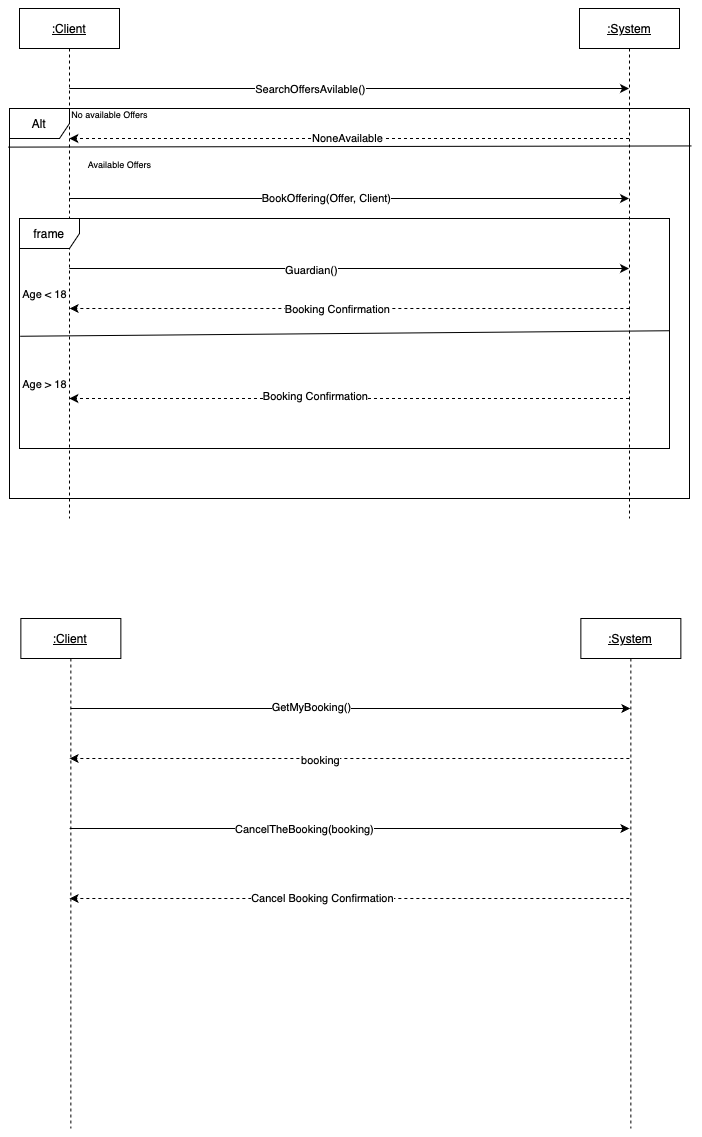 :Client
:System
SearchOffersAvilable()
Alt
No available Offers
NoneAvailable
Available Offers
BookOffering(Offer, Client)
frame
Guardian()
Age < 18
Booking Confirmation
Age > 18
Booking Confirmation
:Client
:System
GetMyBooking()
booking
CancelTheBooking(booking)
Cancel Booking Confirmation